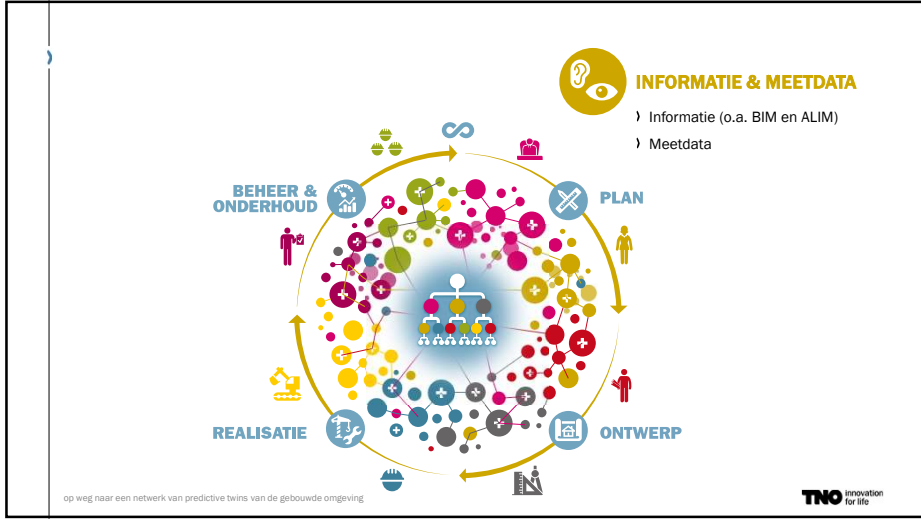 INFORMATIE & MEETDATA
› Informatie (o.a. BIM en ALIM)
› Meetdata
BEHEER &
ONDERHOUD
PLAN
REALISATIE
ONTWERP
op weg naar een netwerk van predictive twins van de gebouwde omgeving
TNO innovation
for life